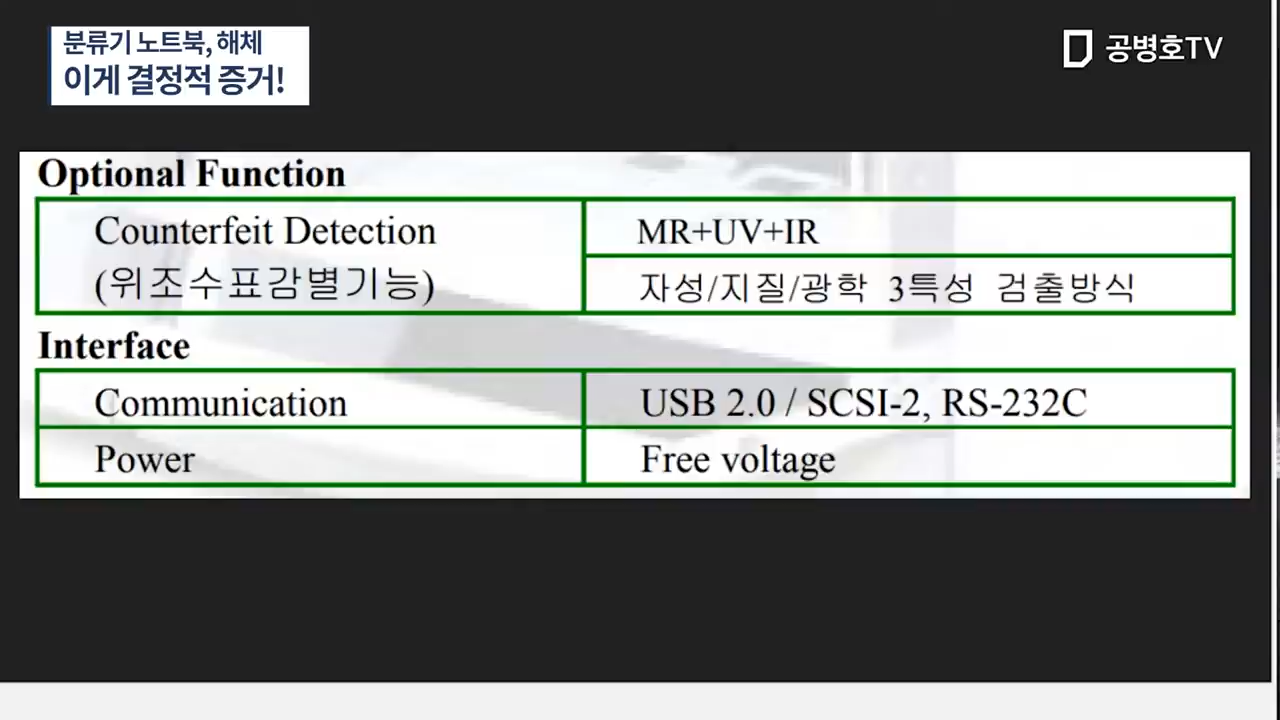 분류기 노트북, 해체
이게 결정적 증거!
공병호TV
Optional Function
Counterfeit Detection
(위조수표감별기능)
MR+UV+IR
자성/지질/광학 3특성 검출방식
Interface
Communication
USB 2.0 / SCSI-2, RS-232C
Power
Free voltage